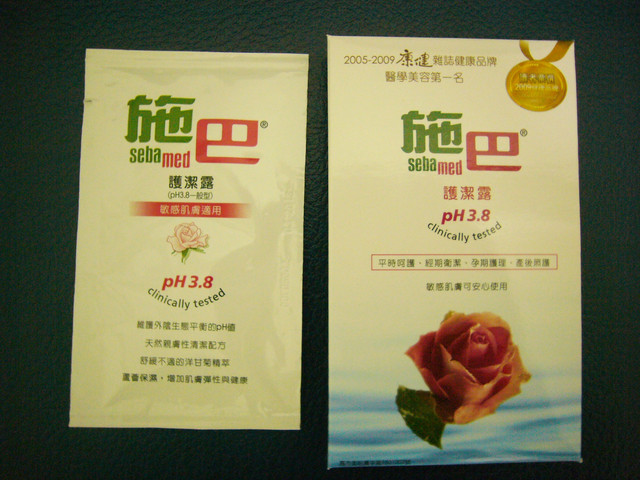 施巴®
sebamed
護潔露
(pH3.8一般型)
敏感肌膚適用
pH 3.8
clinically tested
維護外陰生態平衡的pH值
天然親膚性清潔配方
舒緩不適的洋甘菊精萃
蘆薈保濕，增加肌膚彈性與健康
2005-2009康健雜誌健康品牌
醫學美容第一名
施巴®
sebamed
護潔露
pH 3.8
clinically tested
平時呵護、經期衛潔、孕期護理、產後照護
敏感肌膚可安心使用